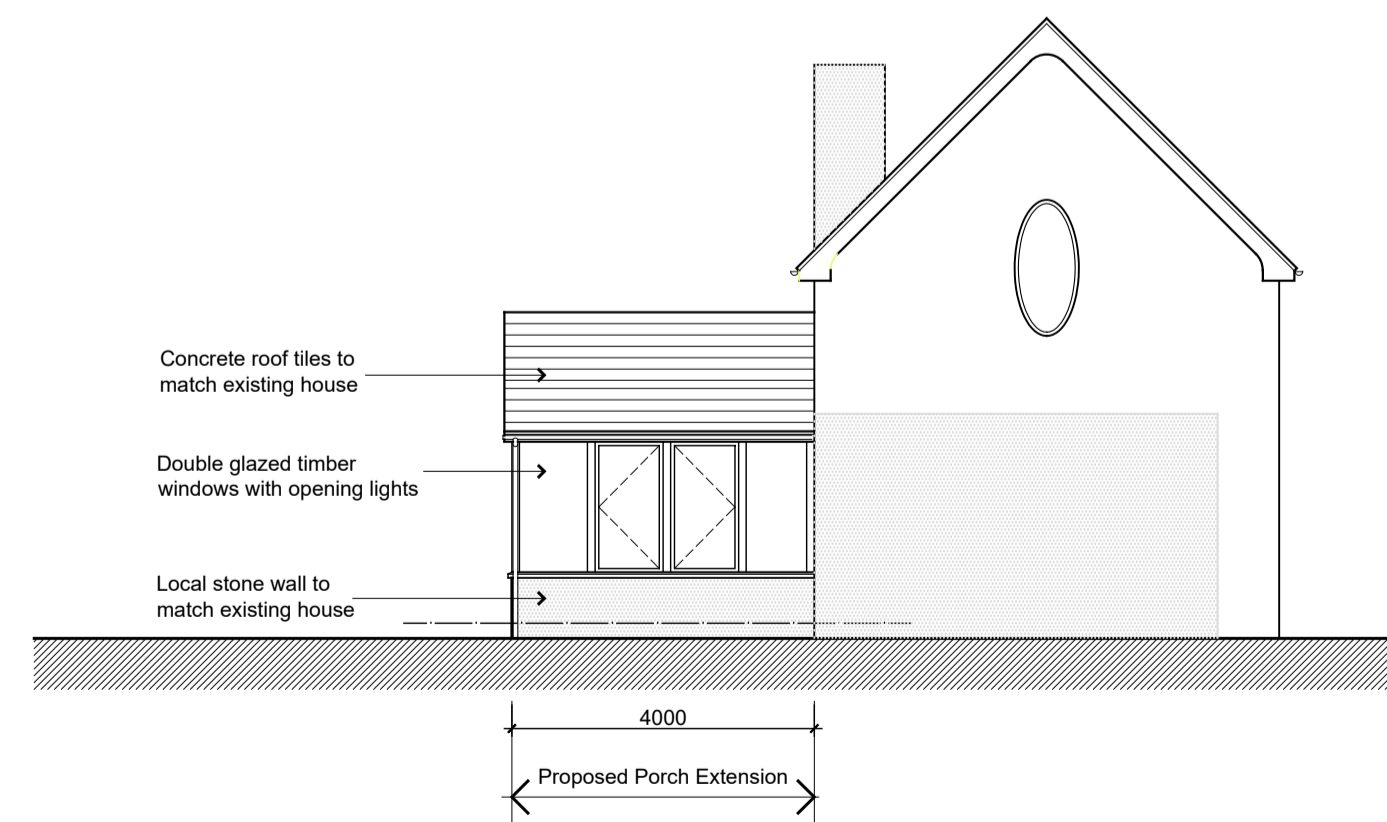 Concrete roof tiles to
match existing house
Double glazed timber
windows with opening lights
Local stone wall to
match existing house
4000
Proposed Porch Extension